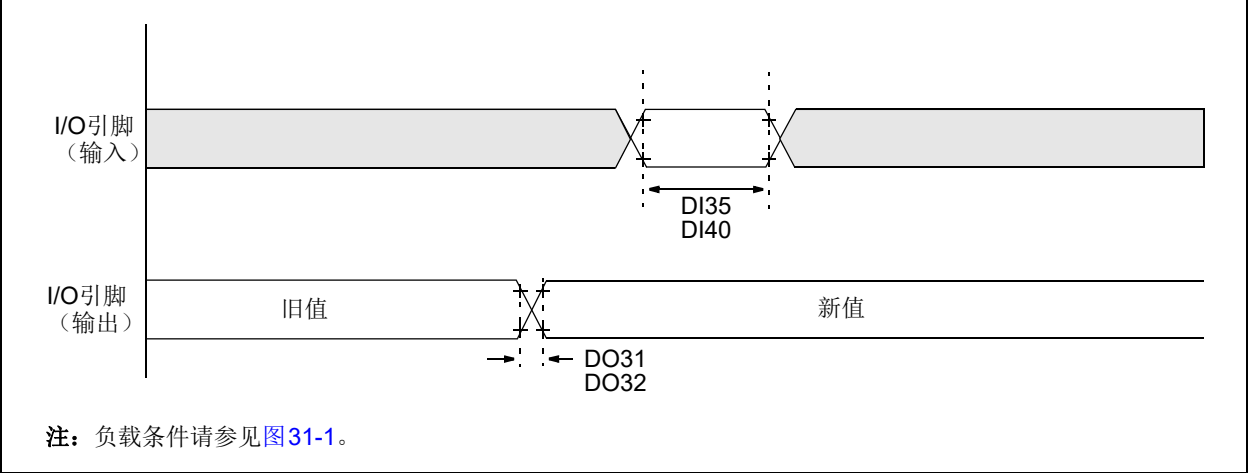 I/O引脚
（输入）
DI35
DI40
I/O引脚
（输出）
旧值
新值
DO31
DO32
注：负载条件请参见图31-1。